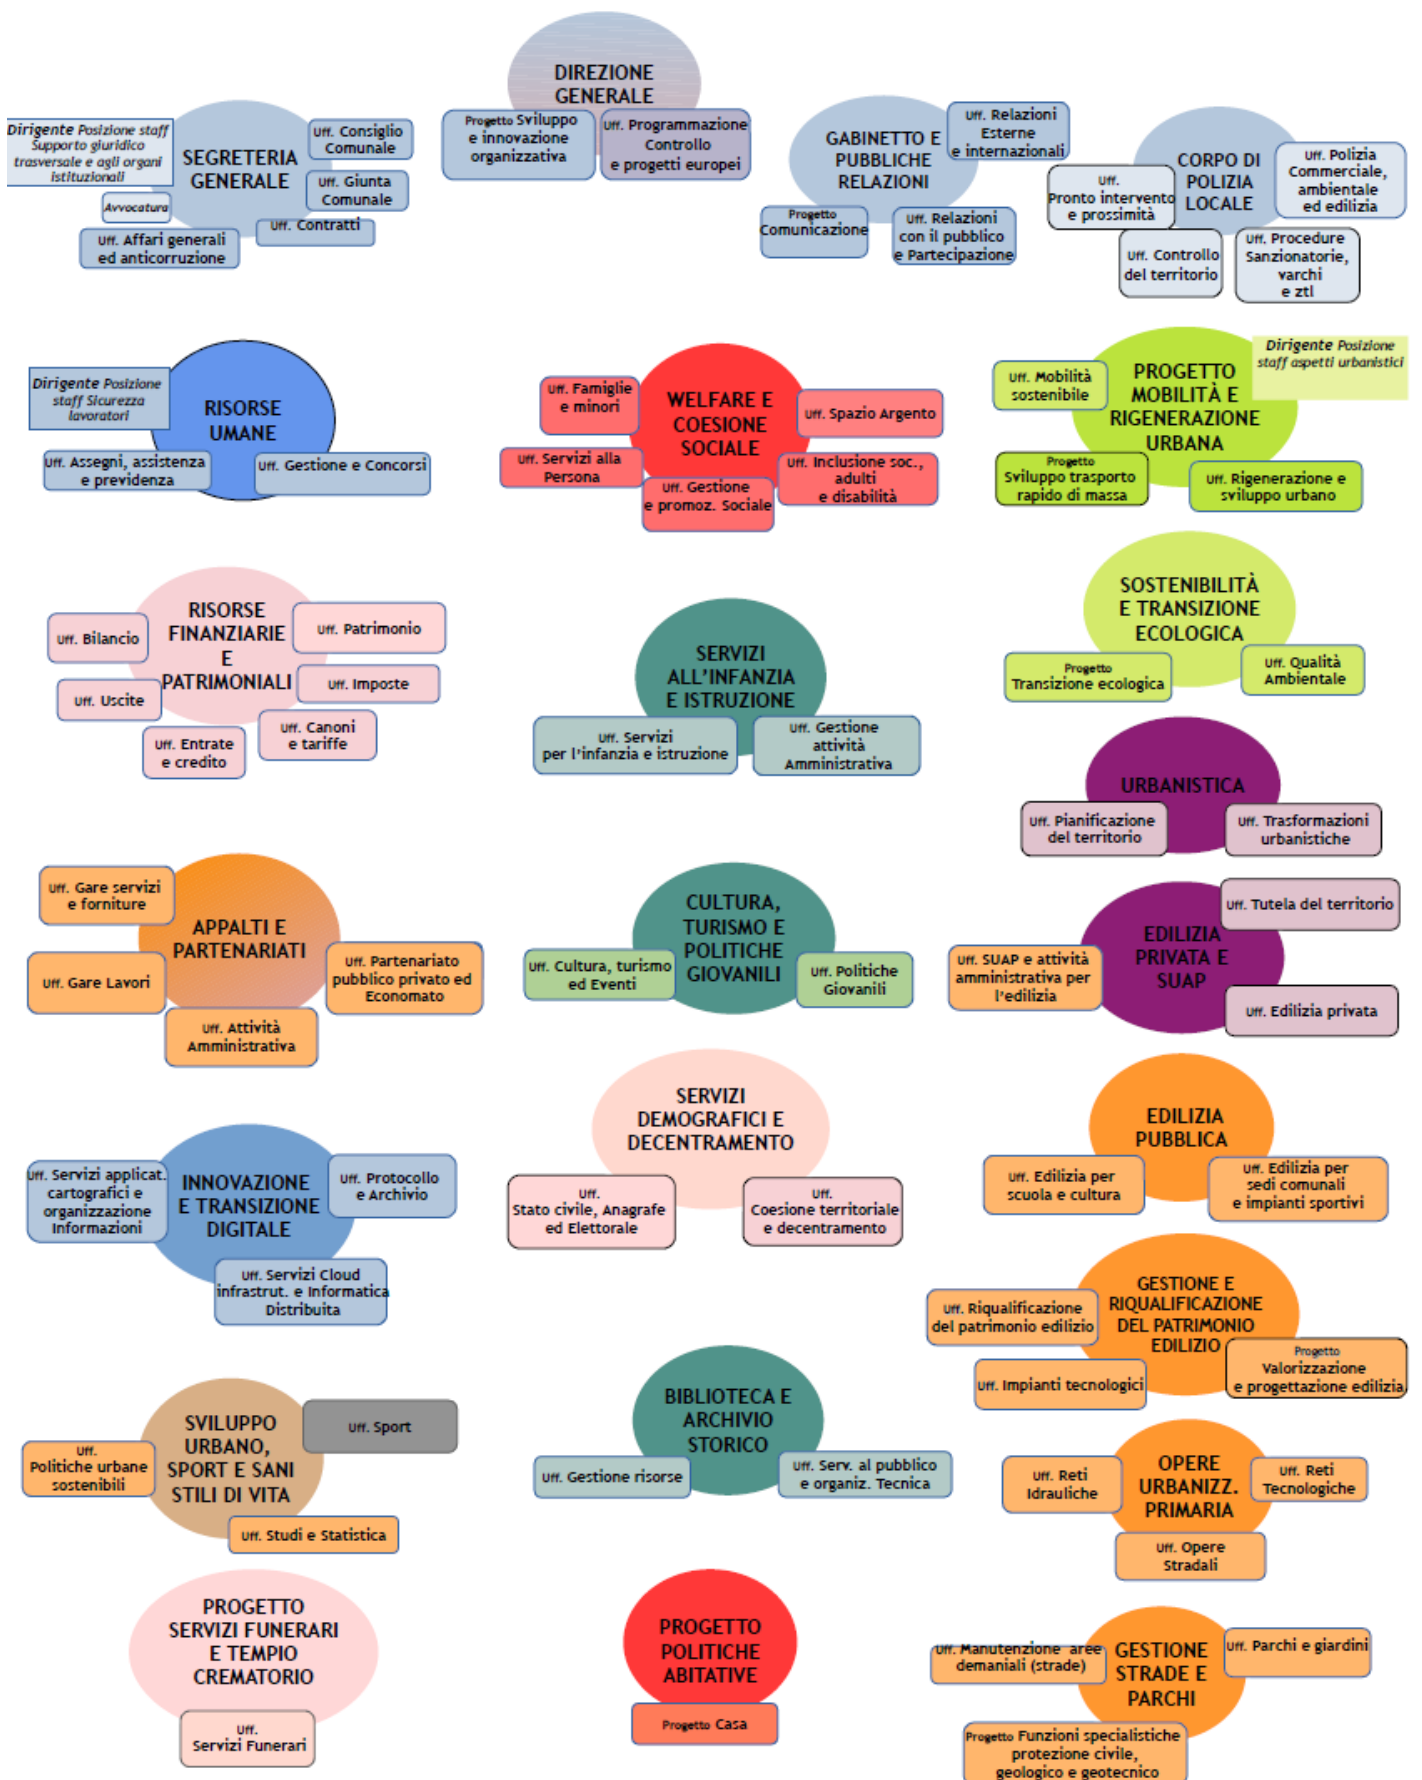 DIREZIONE
GENERALE
Progetto Sviluppo
e innovazione
organizzativa
Uff. Programmazione
Controllo
e progetti europei
Dirigente Posizione staff
Supporto giuridico
trasversale e agli organi
istituzionali
SEGRETERIA
GENERALE
Uff. Consiglio
Comunale
Uff. Giunta
Comunale
Avvocatura
Uff. Contratti
Uff. Affari generali
ed anticorruzione
GABINETTO E
PUBBLICHE
RELAZIONI
Uff. Relazioni
Esterne
e internazionali
Progetto
Comunicazione
Uff. Relazioni
con il pubblico
e Partecipazione
CORPO DI
POLIZIA
LOCALE
Uff. Polizia
Commerciale,
ambientale
ed edilizia
Uff.
Pronto intervento
e prossimità
Uff. Controllo
del territorio
Uff. Procedure
Sanzionatorie,
varchi
e ztl
Dirigente Posizione
staff Sicurezza
lavoratori
RISORSE
UMANE
Uff. Assegni, assistenza
e previdenza
Uff. Gestione e Concorsi
Uff. Famiglie
e minori
WELFARE E
COESIONE
SOCIALE
Uff. Spazio Argento
Uff. Servizi alla
Persona
Uff. Gestione
e promoz. Sociale
Uff. Inclusione soc.,
adulti
e disabilità
Uff. Mobilità
sostenibile
PROGETTO
MOBILITÀ E
RIGENERAZIONE
URBANA
Dirigente Posizione
staff aspetti urbanistici
Progetto
Sviluppo trasporto
rapido di massa
Uff. Rigenerazione e
sviluppo urbano
RISORSE
FINANZIARIE
E
PATRIMONIALI
Uff. Bilancio
Uff. Patrimonio
Uff. Uscite
Uff. Imposte
Uff. Entrate
e credito
Uff. Canoni
e tariffe
SERVIZI
ALL'INFANZIA
E ISTRUZIONE
Uff. Servizi
per l'infanzia e istruzione
Uff. Gestione
attività
Amministrativa
SOSTENIBILITÀ
E TRANSIZIONE
ECOLOGICA
Progetto
Transizione ecologica
Uff. Qualità
Ambientale
URBANISTICA
Uff. Pianificazione
del territorio
Uff. Trasformazioni
urbanistiche
Uff. Gare servizi
e forniture
APPALTI E
PARTENARIATI
Uff. Gare Lavori
Uff. Partenariato
pubblico privato ed
Economato
Uff. Attività
Amministrativa
CULTURA,
TURISMO E
POLITICHE
GIOVANILI
Uff. Cultura, turismo
ed Eventi
Uff. Politiche
Giovanili
Uff. Tutela del territorio
EDILIZIA
PRIVATA E
SUAP
Uff. SUAP e attività
amministrativa per
l'edilizia
Uff. Edilizia privata
SERVIZI
DEMOGRAFICI E
DECENTRAMENTO
Uff.
Stato civile, Anagrafe
ed Elettorale
Uff.
Coesione territoriale
e decentramento
EDILIZIA
PUBBLICA
Uff. Edilizia per
scuola e cultura
Uff. Edilizia per
sedi comunali
e impianti sportivi
Uff. Servizi applicat.
cartografici e
organizzazione
Informazioni
INNOVAZIONE
E TRANSIZIONE
DIGITALE
Uff. Protocollo
e Archivio
Uff. Servizi Cloud
infrastrut. e Informatica
Distribuita
GESTIONE E
RIQUALIFICAZIONE
DEL PATRIMONIO
EDILIZIO
Uff. Riqualificazione
del patrimonio edilizio
Uff. Impianti tecnologici
Progetto
Valorizzazione
e progettazione edilizia
SVILUPPO
URBANO,
SPORT E SANI
STILI DI VITA
Uff. Sport
Uff.
Politiche urbane
sostenibili
Uff. Studi e Statistica
BIBLIOTECA E
ARCHIVIO
STORICO
Uff. Gestione risorse
Uff. Serv. al pubblico
e organiz. Tecnica
OPERE
URBANIZZ.
PRIMARIA
Uff. Reti
Idrauliche
Uff. Reti
Tecnologiche
Uff. Opere
Stradali
PROGETTO
SERVIZI FUNERARI
E TEMPIO
CREMATORIO
Uff.
Servizi Funerari
PROGETTO
POLITICHE
ABITATIVE
Progetto Casa
Uff. Manutenzione aree
demaniali (strade)
GESTIONE
STRADE E
PARCHI
Uff. Parchi e giardini
Progetto Funzioni specialistiche
protezione civile,
geologico e geotecnico